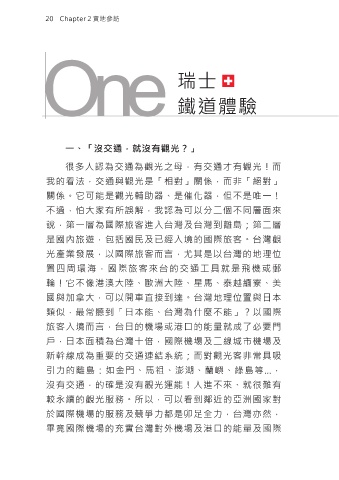 20 Chapter 2 實地參訪
One
瑞士
鐵道體驗
一、「沒交通，就沒有觀光？」
很多人認為交通為觀光之母，有交通才有觀光！而
我的看法，交通與觀光是「相對」關係，而非「絕對」
關係。它可能是觀光輔助器、是催化器，但不是唯一！
不過，怕大家有所誤解，我認為可以分二個不同層面來
說，第一層為國際旅客進入台灣及台灣到離島；第二層
是國內旅遊，包括國民及已經入境的國際旅客。台灣觀
光產業發展，以國際旅客而言，尤其是以台灣的地理位
置四周環海，國際旅客來台的交通工具就是飛機或郵
輪！它不像港澳大陸、歐洲大陸、星馬、泰越緬寮、美
國與加拿大，可以開車直接到達。台灣地理位置與日本
類似，最常聽到「日本能、台灣為什麼不能」？以國際
旅客入境而言，台日的機場或港口的能量就成了必要門
戶，日本面積為台灣十倍，國際機場及二線城市機場及
新幹線成為重要的交通連結系統；而對觀光客非常具吸
引力的離島；如金門、馬祖、澎湖、蘭嶼、綠島等…，
沒有交通，的確是沒有觀光運能！人進不來，就很難有
較永續的觀光服務。所以，可以看到鄰近的亞洲國家對
於國際機場的服務及競爭力都是卯足全力，台灣亦然，
畢竟國際機場的充實台灣對外機場及港口的能量及國際